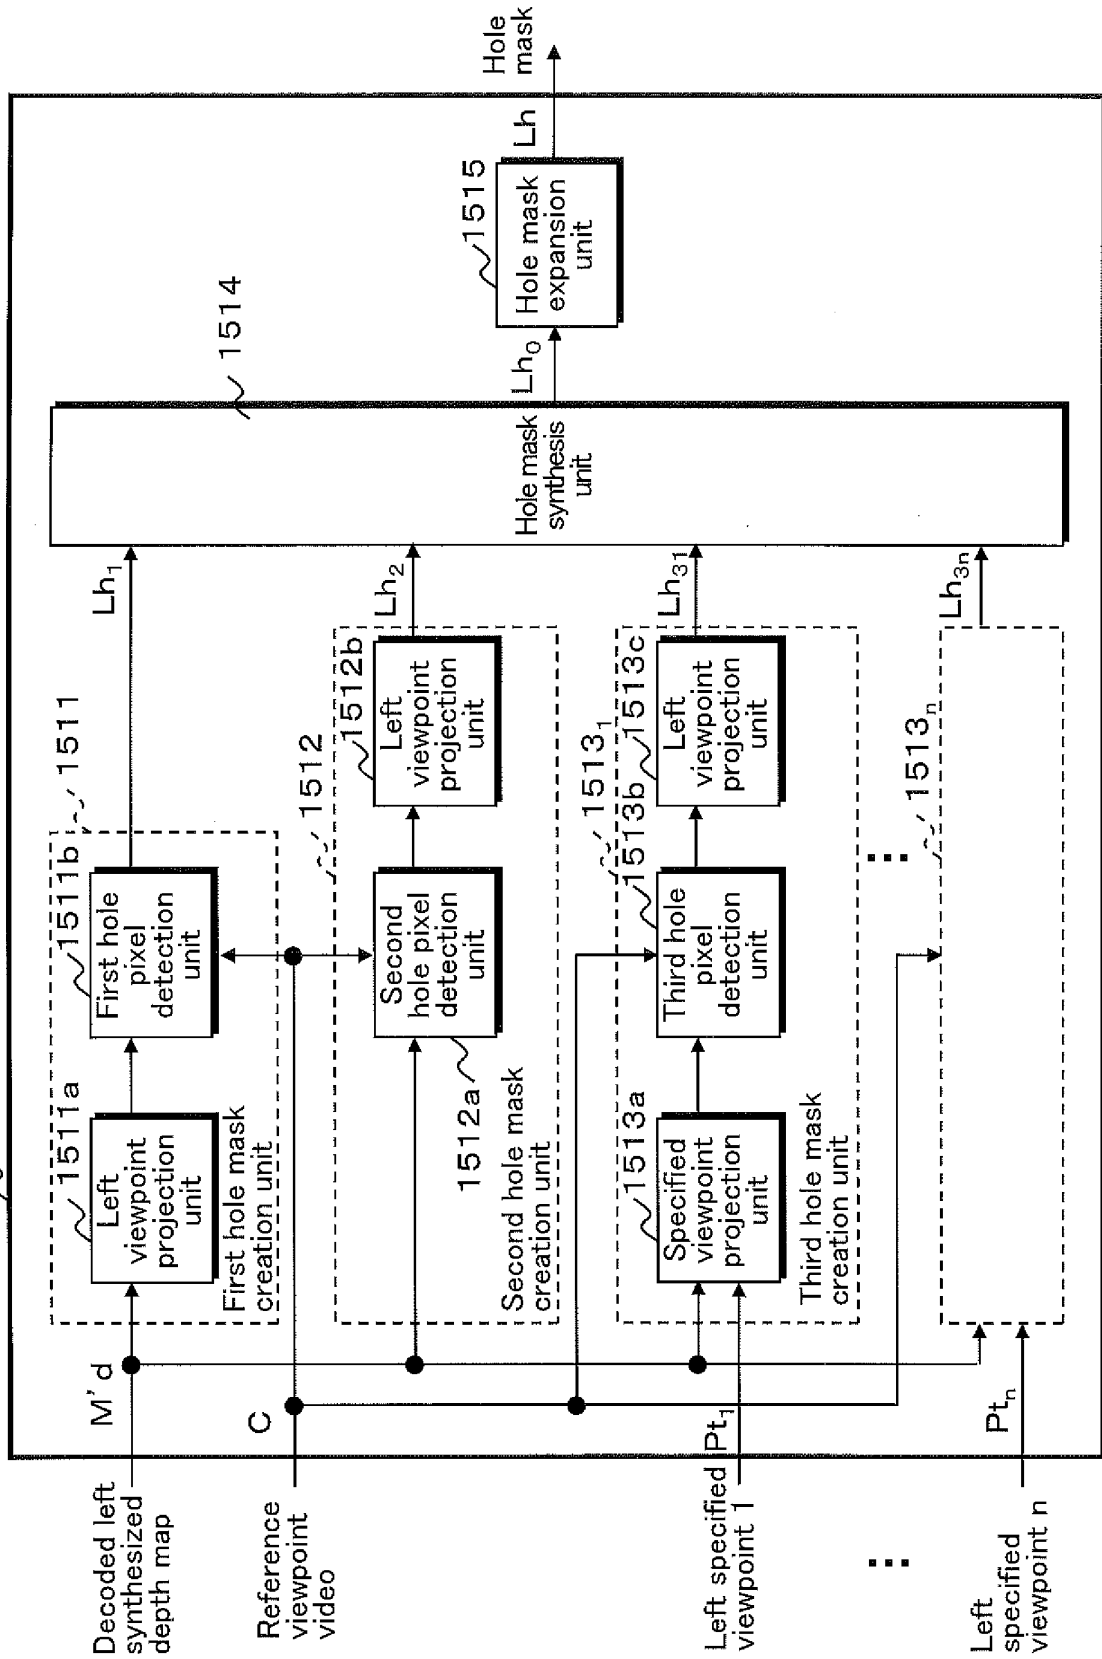 Decoded left
synthesized
depth map
M'd
Reference
viewpoint
video
C
Left specified
viewpoint 1
Pt1
⋯
Left
specified
viewpoint n
Ptn
1511
1511a
Left
viewpoint
projection
unit
1511b
First hole
pixel
detection
unit
First hole mask
creation unit
Lh1
1512
1512a
Second
hole pixel
detection
unit
1512b
Left
viewpoint
projection
unit
Second hole mask
creation unit
Lh2
1513₁
1513a
Specified
viewpoint
projection
unit
1513b
Third hole
pixel
detection
unit
1513c
Left
viewpoint
projection
unit
Third hole mask
creation unit
Lh31
⋯
1513n
Lh3n
1514
Hole mask
synthesis
unit
Lh0
1515
Hole mask
expansion
unit
Lh
Hole
mask